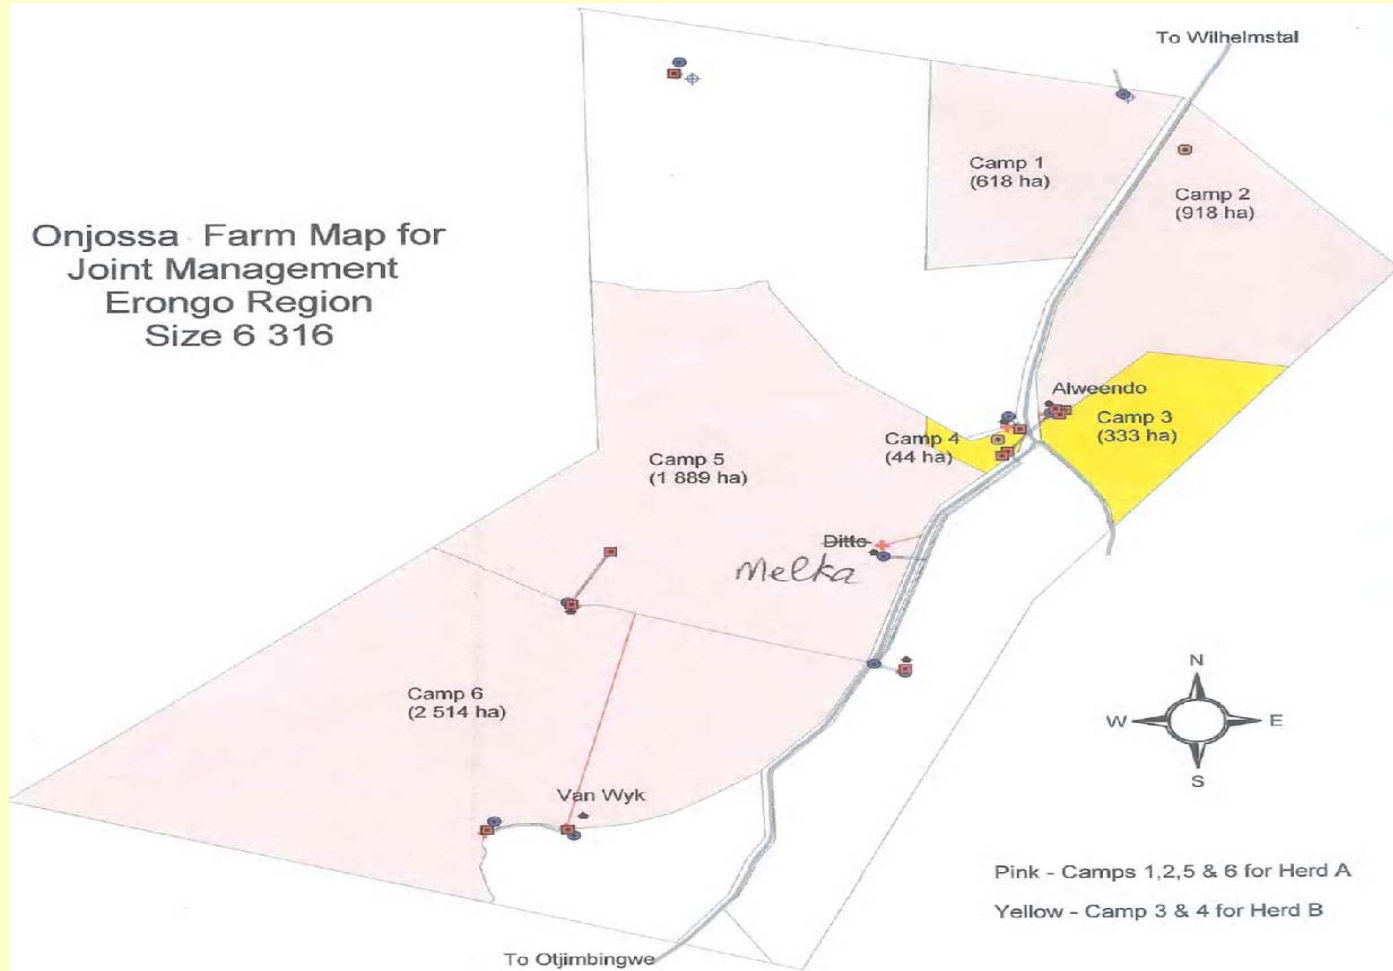 To Wilhelmstal
Camp 1
(618 ha)
Camp 2
(918 ha)
Onjossa Farm Map for
Joint Management
Erongo Region
Size 6 316
Alweendo
Camp 3
(333 ha)
Camp 4
(44 ha)
Camp 5
(1 889 ha)
Ditto
Melka
Camp 6
(2 514 ha)
N
W
E
S
Van Wyk
Pink - Camps 1,2,5 & 6 for Herd A
Yellow - Camp 3 & 4 for Herd B
To Otjimbingwe